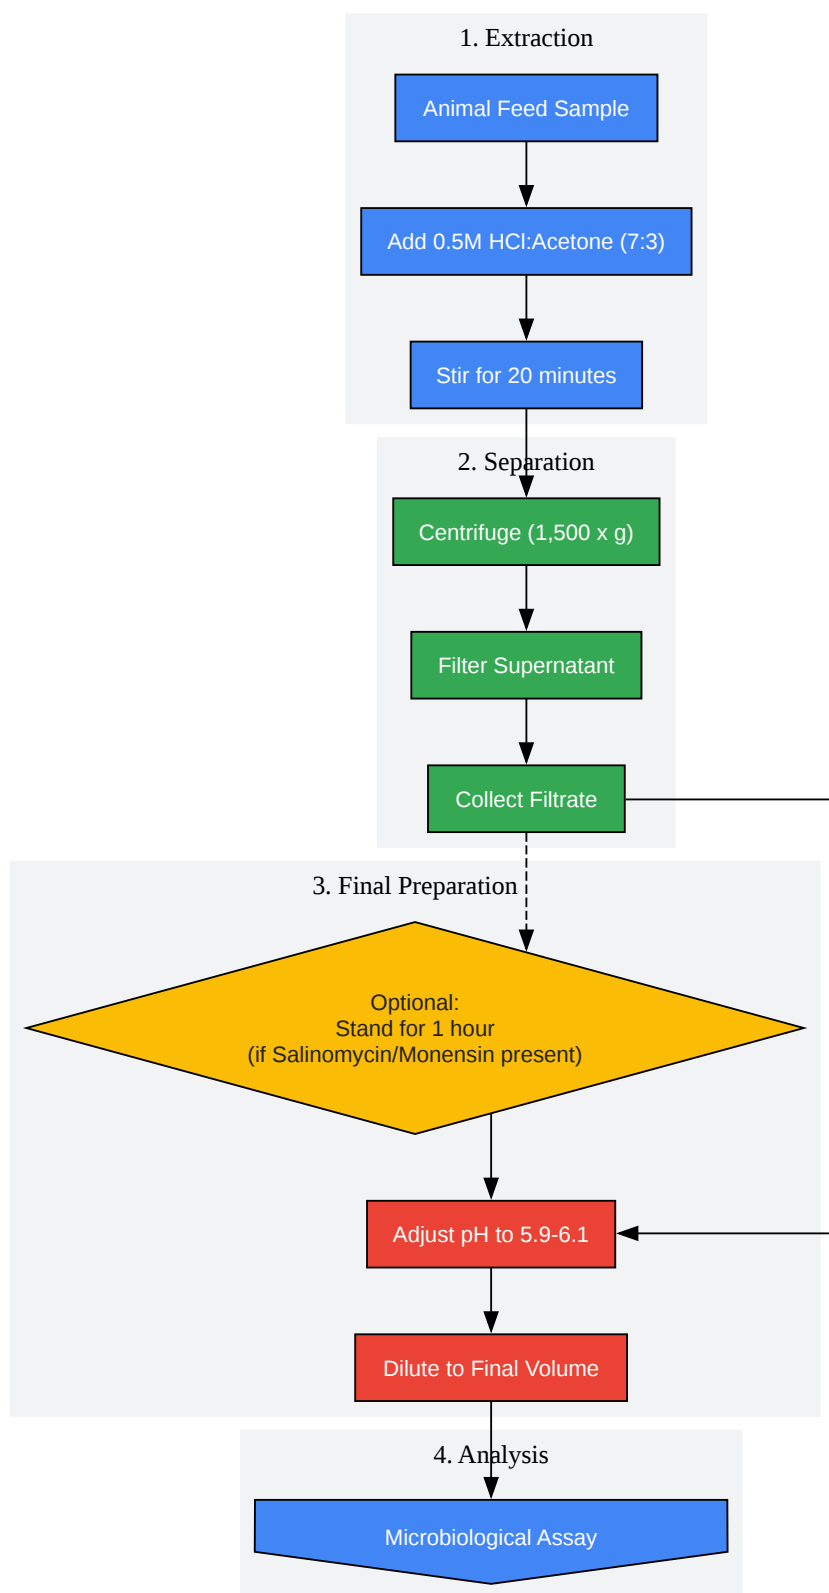 1. Extraction
Animal Feed Sample
Add 0.5M HCl:Acetone (7:3)
Stir for 20 minutes
2. Separation
Centrifuge (1,500 x g)
Filter Supernatant
Collect Filtrate
3. Final Preparation
Optional:
Stand for 1 hour
(if Salinomycin/Monensin present)
Adjust pH to 5.9-6.1
Dilute to Final Volume
4. Analysis
Microbiological Assay